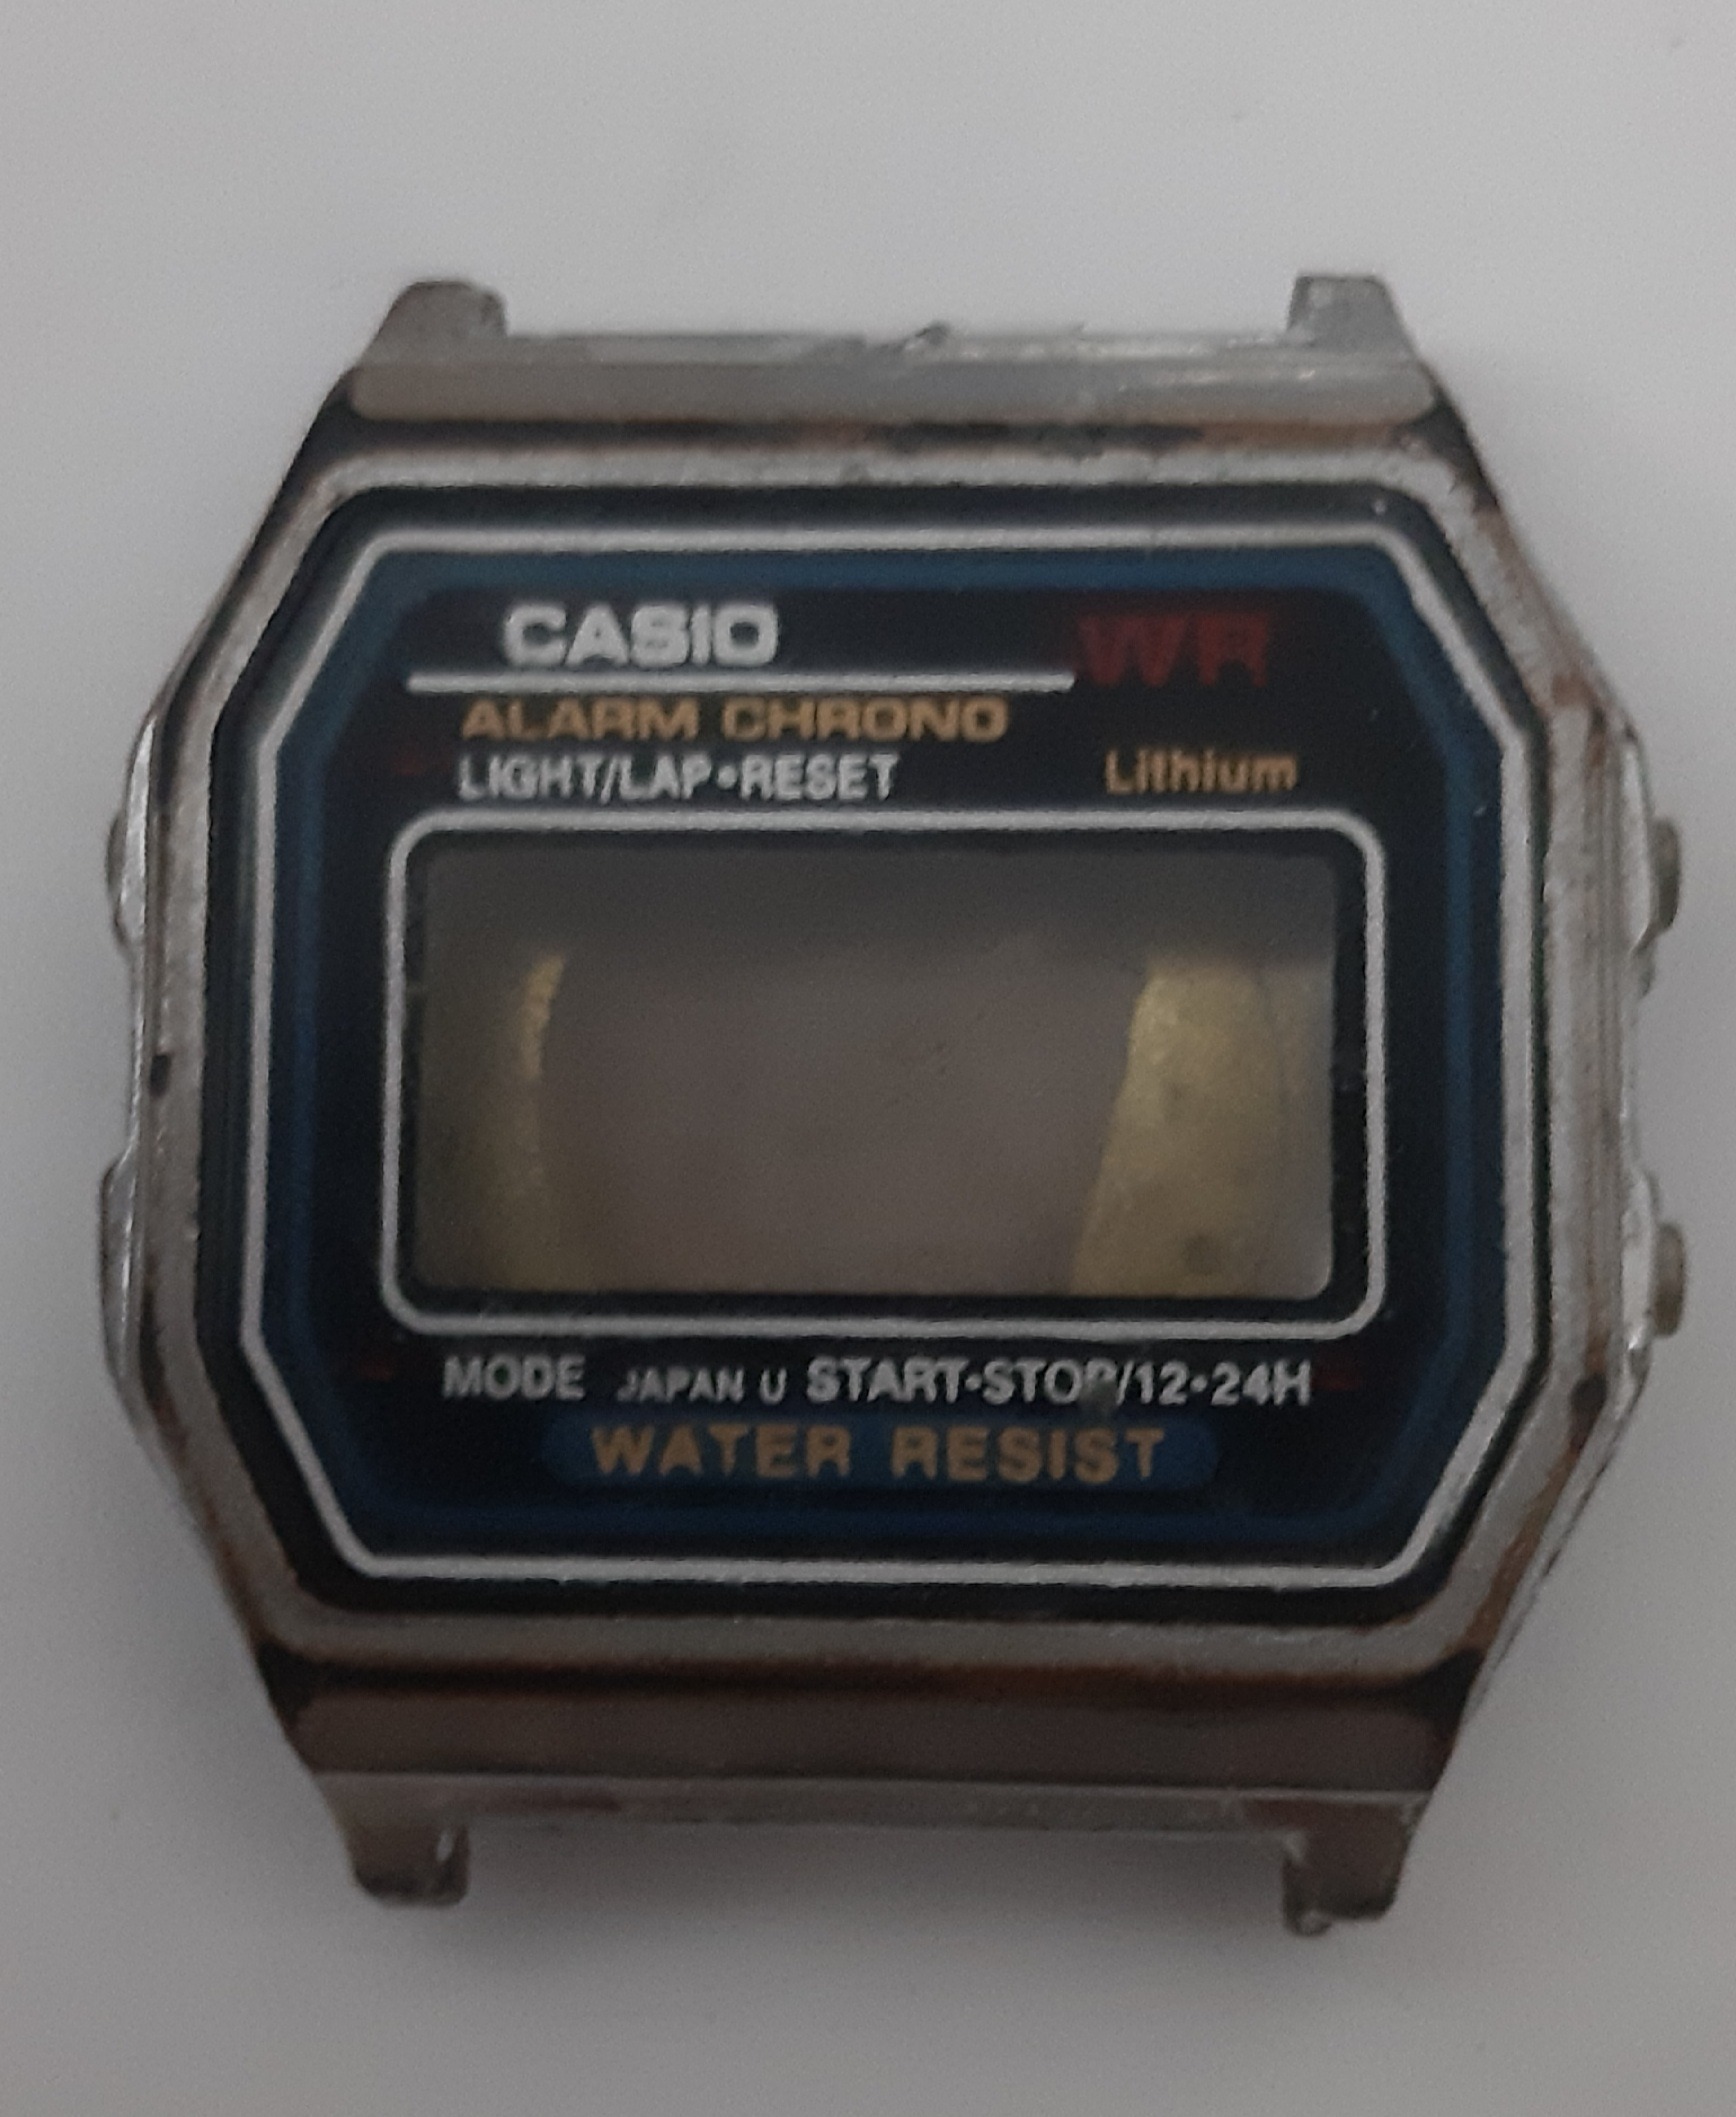 CASIO WR
ALARM CHRONO
LIGHT/LAP•RESET Lithium
MODE JAPAN U START•STOP/12•24H
WATER RESIST